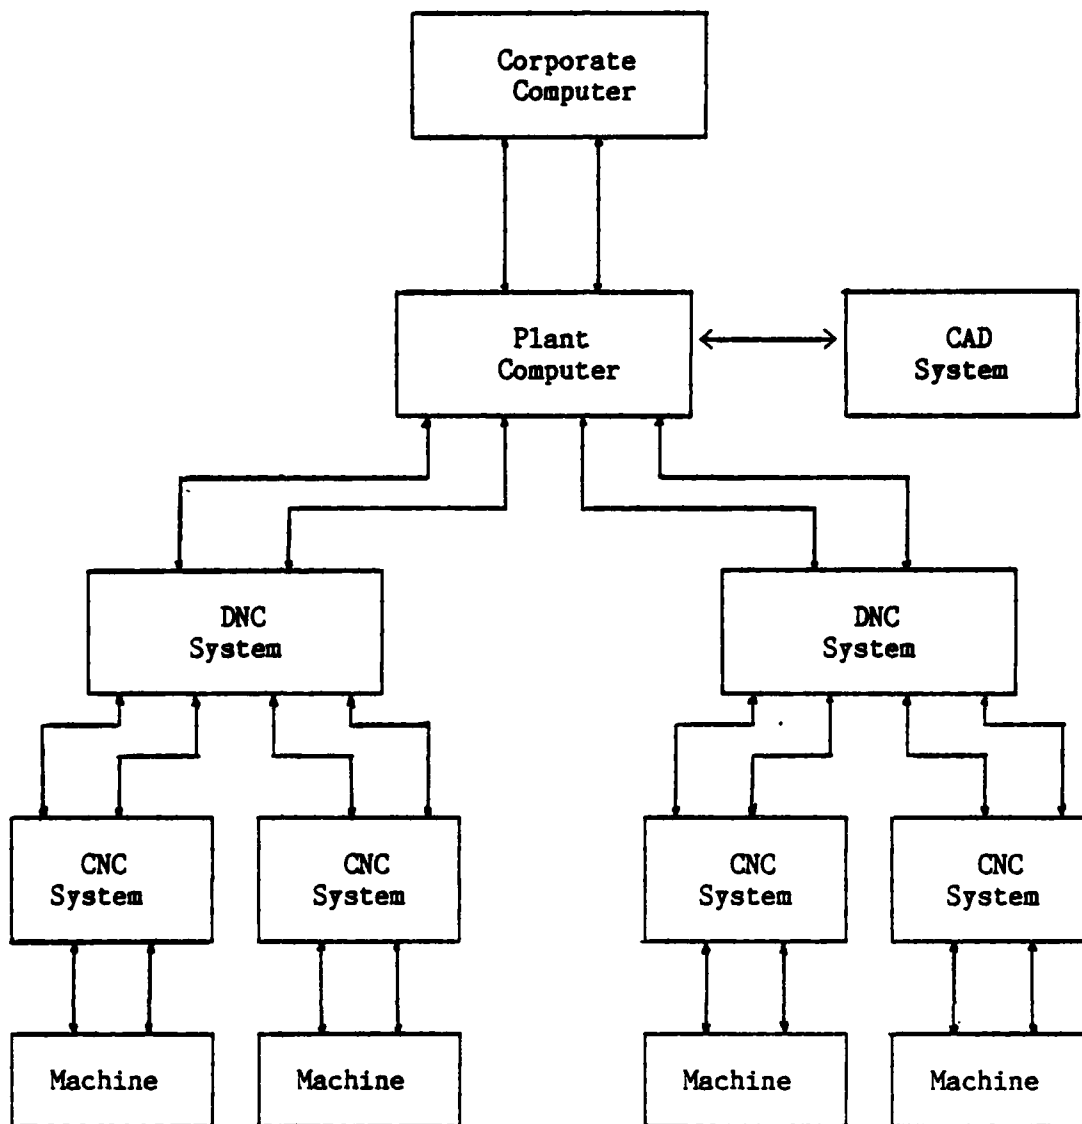 Corporate
Computer
Plant
Computer
CAD
System
DNC
System
DNC
System
CNC
System
CNC
System
CNC
System
CNC
System
Machine
Machine
Machine
Machine